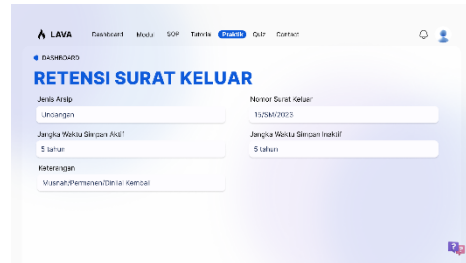 LAVA Dashboard Modul SOP Tutorial Praktik Quiz Contact
DASHBOARD
RETENSI SURAT KELUAR
Jenis Arsip Nomor Surat Keluar
Undangan 15/SM/2023
Jangka Waktu Simpan Aktif Jangka Waktu Simpan Inaktif
5 tahun 5 tahun
Keterangan
Musnah/Permanen/Dinilai Kembali